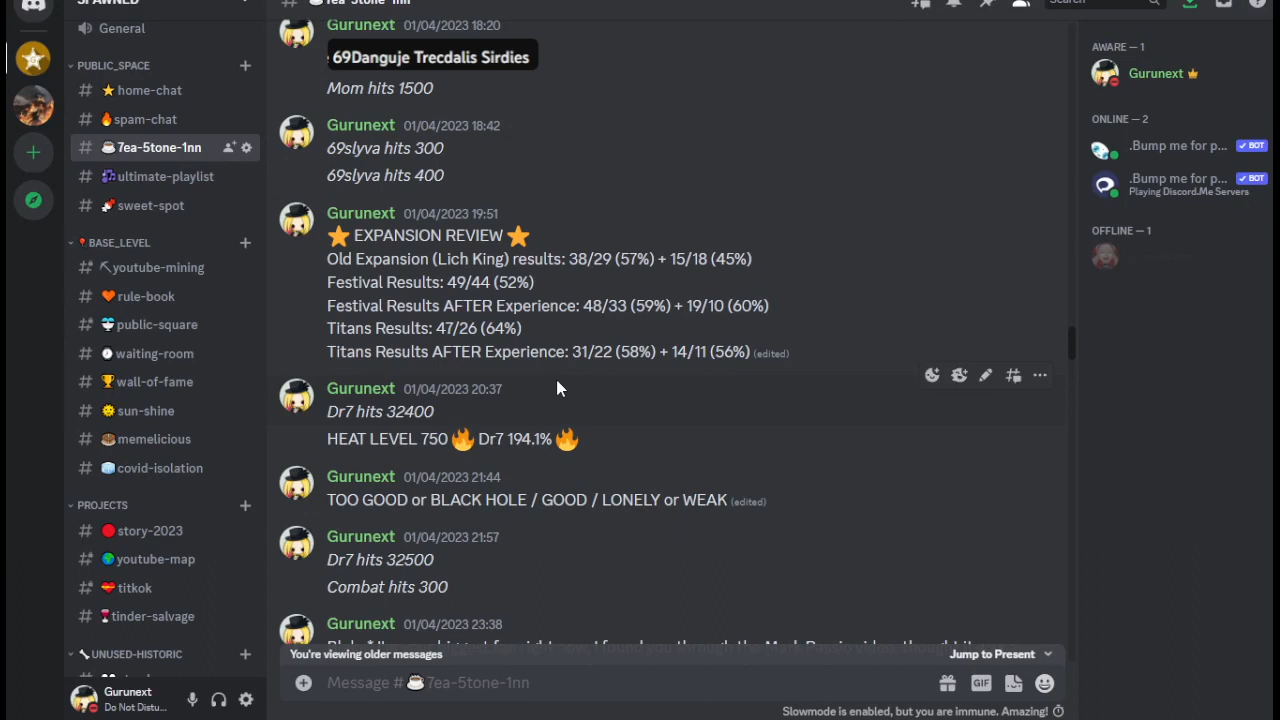 SPAWNED
7ea-5tone-1nn
Search
General
PUBLIC_SPACE
home-chat
spam-chat
7ea-5tone-1nn
ultimate-playlist
sweet-spot
BASE_LEVEL
youtube-mining
rule-book
public-square
waiting-room
wall-of-fame
sun-shine
memelicious
covid-isolation
PROJECTS
story-2023
youtube-map
titkok
tinder-salvage
UNUSED-HISTORIC
Gurunext
Do Not Distu...
Gurunext 01/04/2023 18:20
69Danguje Trecdalis Sirdies
Mom hits 1500
Gurunext 01/04/2023 18:42
69slyva hits 300
69slyva hits 400
Gurunext 01/04/2023 19:51
⭐ EXPANSION REVIEW ⭐
Old Expansion (Lich King) results: 38/29 (57%) + 15/18 (45%)
Festival Results: 49/44 (52%)
Festival Results AFTER Experience: 48/33 (59%) + 19/10 (60%)
Titans Results: 47/26 (64%)
Titans Results AFTER Experience: 31/22 (58%) + 14/11 (56%) (edited)
Gurunext 01/04/2023 20:37
Dr7 hits 32400
HEAT LEVEL 750 🔥 Dr7 194.1% 🔥
Gurunext 01/04/2023 21:44
TOO GOOD or BLACK HOLE / GOOD / LONELY or WEAK (edited)
Gurunext 01/04/2023 21:57
Dr7 hits 32500
Combat hits 300
Gurunext 01/04/2023 23:38
You're viewing older messages
Jump to Present
Message # ☕7ea-5tone-1nn
GIF
Slowmode is enabled, but you are immune. Amazing!
AWARE — 1
Gurunext
ONLINE — 2
.Bump me for p... ✓ BOT
.Bump me for p... ✓ BOT
Playing Discord.Me Servers
OFFLINE — 1